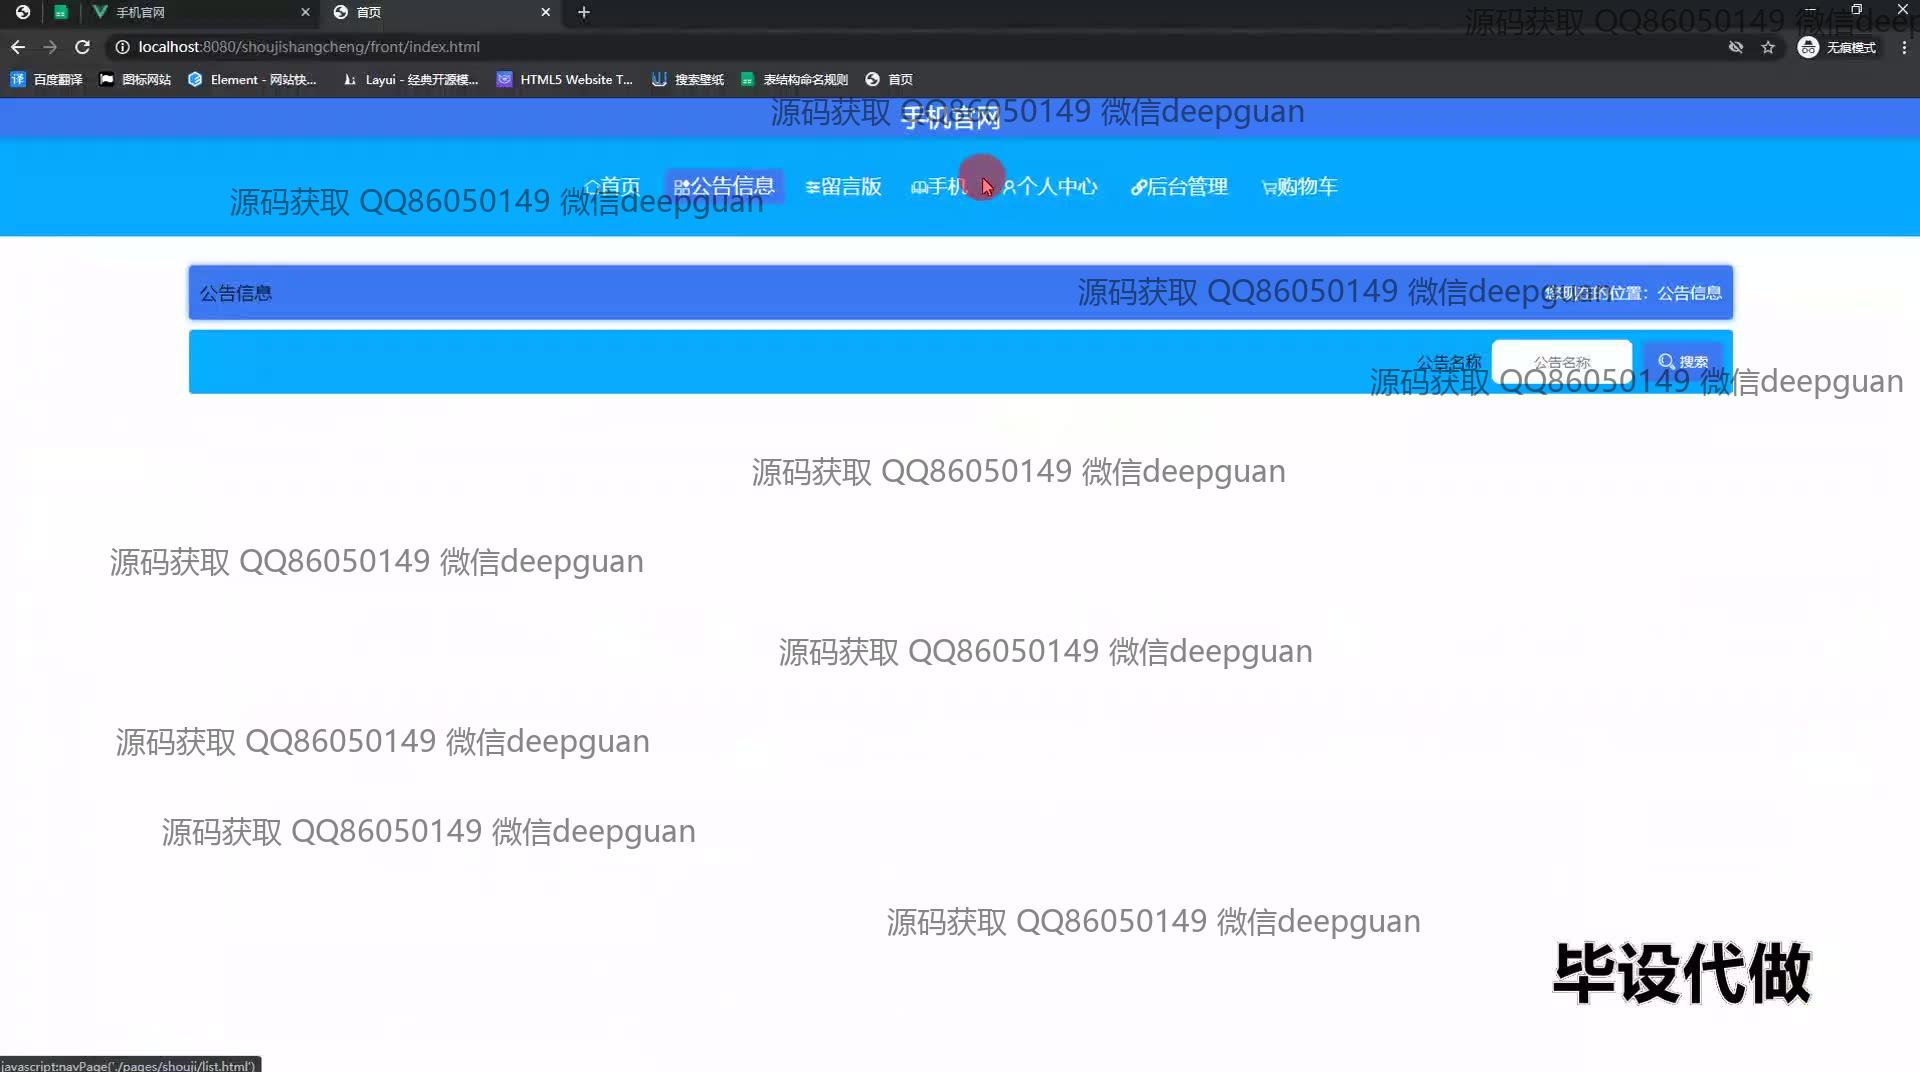 手机官网
首页
源码获取 QQ86050149 微信deep
localhost:8080/shoujishangcheng/front/index.html
无痕模式
百度翻译
图标网站
Element - 网站快...
Layui - 经典开源模...
HTML5 Website T...
搜索壁纸
表结构命名规则
首页
手机官网
源码获取 QQ86050149 微信deepguan
首页
公告信息
留言版
手机
个人中心
后台管理
购物车
源码获取 QQ86050149 微信deepguan
公告信息
您现在的位置：公告信息
源码获取 QQ86050149 微信deepguan
公告名称
公告名称
搜索
源码获取 QQ86050149 微信deepguan
源码获取 QQ86050149 微信deepguan
源码获取 QQ86050149 微信deepguan
源码获取 QQ86050149 微信deepguan
源码获取 QQ86050149 微信deepguan
源码获取 QQ86050149 微信deepguan
源码获取 QQ86050149 微信deepguan
毕设代做
javascript:navPage('./pages/shouji/list.html')